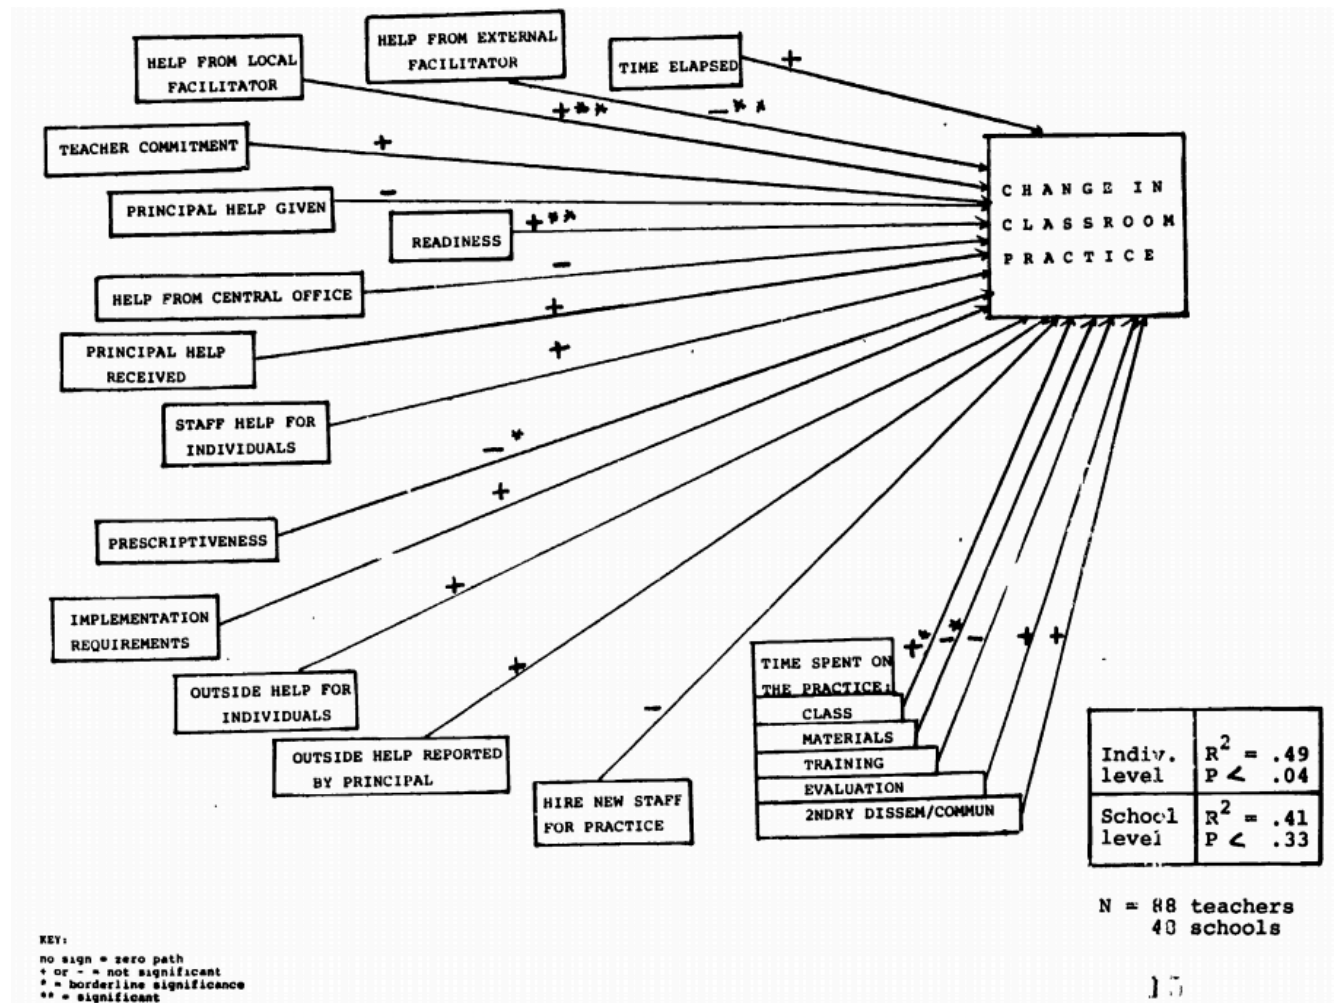 HELP FROM LOCAL
FACILITATOR
HELP FROM EXTERNAL
FACILITATOR
TIME ELAPSED
+
+**
-**
TEACHER COMMITMENT
+
PRINCIPAL HELP GIVEN
-
READINESS
+**
CHANGE IN
CLASSROOM
PRACTICE
HELP FROM CENTRAL OFFICE
-
PRINCIPAL HELP
RECEIVED
+
STAFF HELP FOR
INDIVIDUALS
+
PRESCRIPTIVENESS
-*
IMPLEMENTATION
REQUIREMENTS
+
OUTSIDE HELP FOR
INDIVIDUALS
+
OUTSIDE HELP REPORTED
BY PRINCIPAL
+
HIRE NEW STAFF
FOR PRACTICE
-
TIME SPENT ON
THE PRACTICE:
CLASS
MATERIALS
TRAINING
EVALUATION
2NDRY DISSEM/COMMUN
+* -* - + +
Indiv. R2 = .49
level P < .04
School R2 = .41
level P < .33
N = 88 teachers
40 schools
KEY:
no sign = zero path
+ or - = not significant
* = borderline significance
** = significant